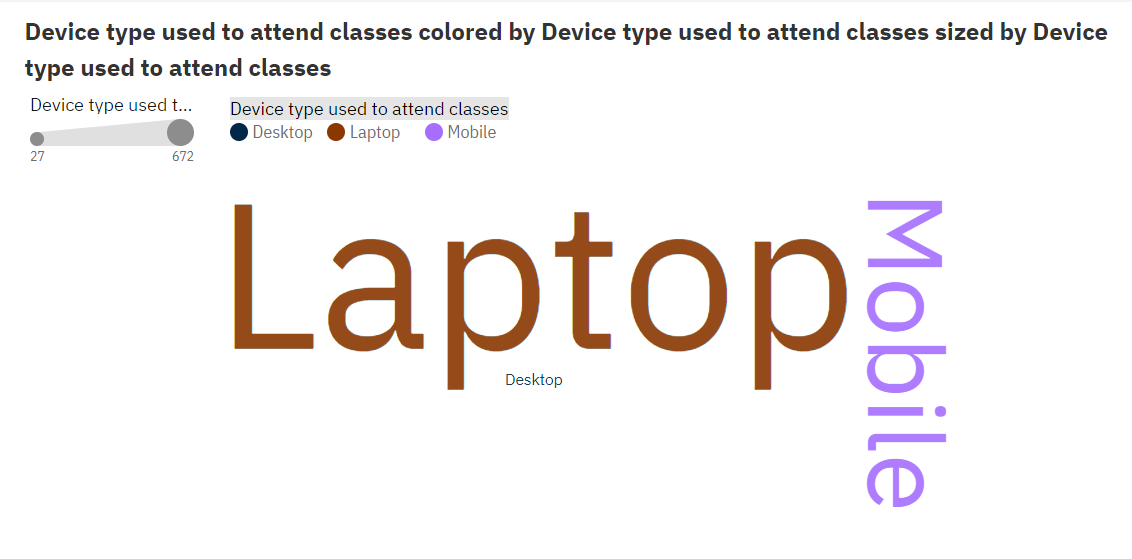 Device type used to attend classes colored by Device type used to attend classes sized by Device
type used to attend classes
Device type used t...
27
672
Device type used to attend classes
Desktop
Laptop
Mobile
Laptop
Mobile
Desktop